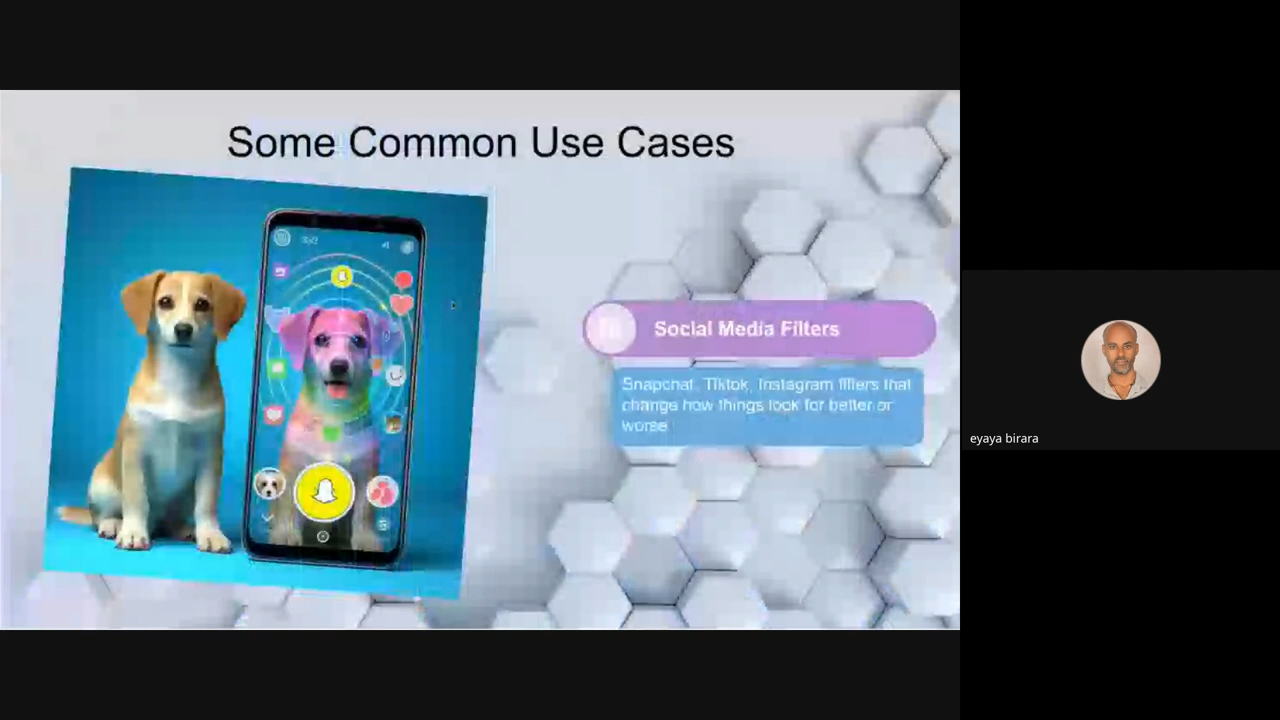 Some Common Use Cases
Social Media Filters
Snapchat, Tiktok, Instagram filters that
change how things look for better or
worse
eyaya birara